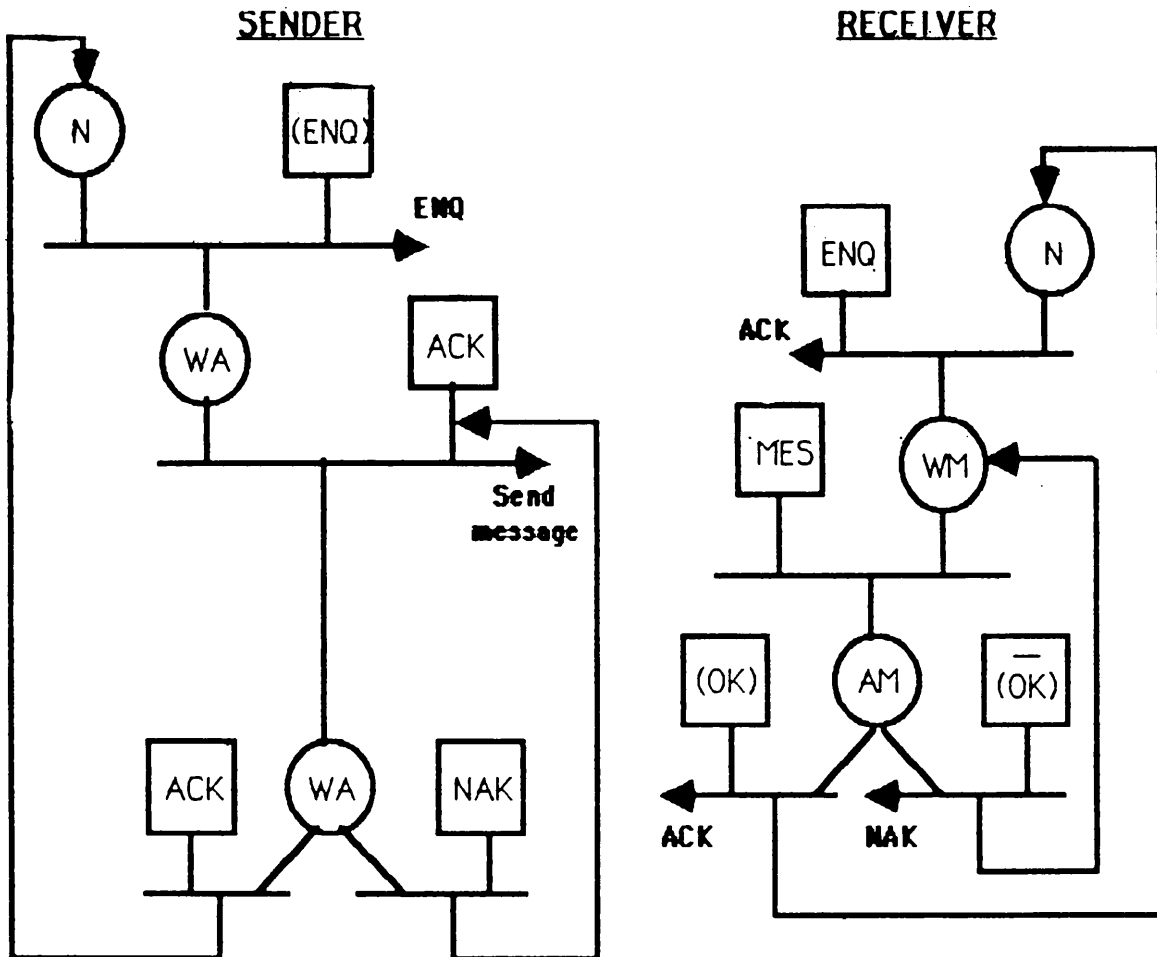 SENDER
N
(ENQ)
ENQ
WA
ACK
Send
message
ACK
WA
NAK
RECEIVER
ENQ
N
ACK
MES
WM
(OK)
AM
(O̅K̅)
ACK
NAK